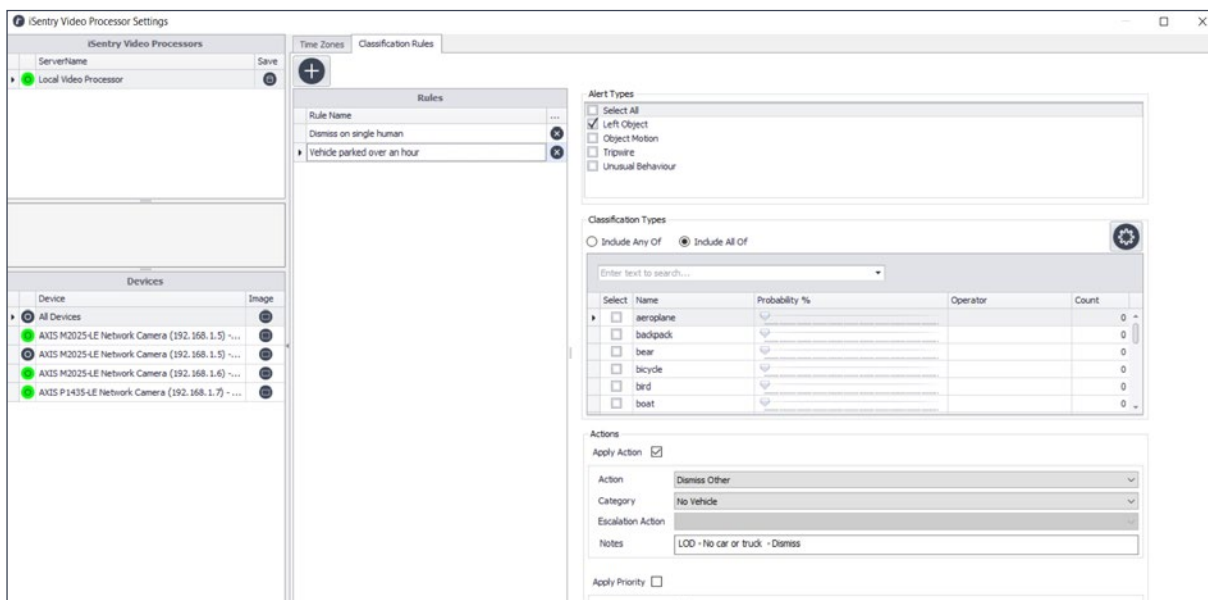 iSentry Video Processor Settings
iSentry Video Processors
ServerName Save
Local Video Processor
Devices
Device Image
All Devices
AXIS M2025-LE Network Camera (192.168.1.5) -...
AXIS M2025-LE Network Camera (192.168.1.5) -...
AXIS M2025-LE Network Camera (192.168.1.6) -...
AXIS P1435-LE Network Camera (192.168.1.7) - ...
Time Zones Classification Rules
Rules
Rule Name ...
Dismiss on single human
Vehicle parked over an hour
Alert Types
Select All
Left Object
Object Motion
Tripwire
Unusual Behaviour
Classification Types
Include Any Of Include All Of
Enter text to search...
Select Name Probability % Operator Count
aeroplane 0
backpack 0
bear 0
bicycle 0
bird 0
boat 0
Actions
Apply Action
Action Dismiss Other
Category No Vehicle
Escalation Action
Notes LOD - No car or truck - Dismiss
Apply Priority